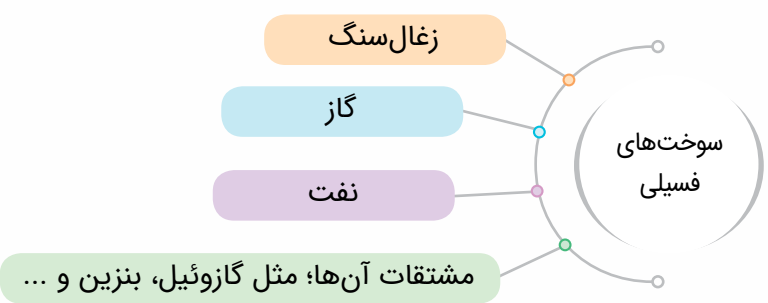 سوخت‌های
فسیلی
زغال‌سنگ
گاز
نفت
مشتقات آن‌ها؛ مثل گازوئیل، بنزین و ...